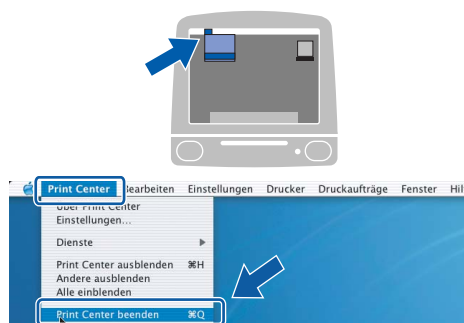 Print Center Bearbeiten Einstellungen Drucker Druckaufträge Fenster Hil
Über Print Center
Einstellungen...
Dienste
Print Center ausblenden ⌘H
Andere ausblenden
Alle einblenden
Print Center beenden ⌘Q